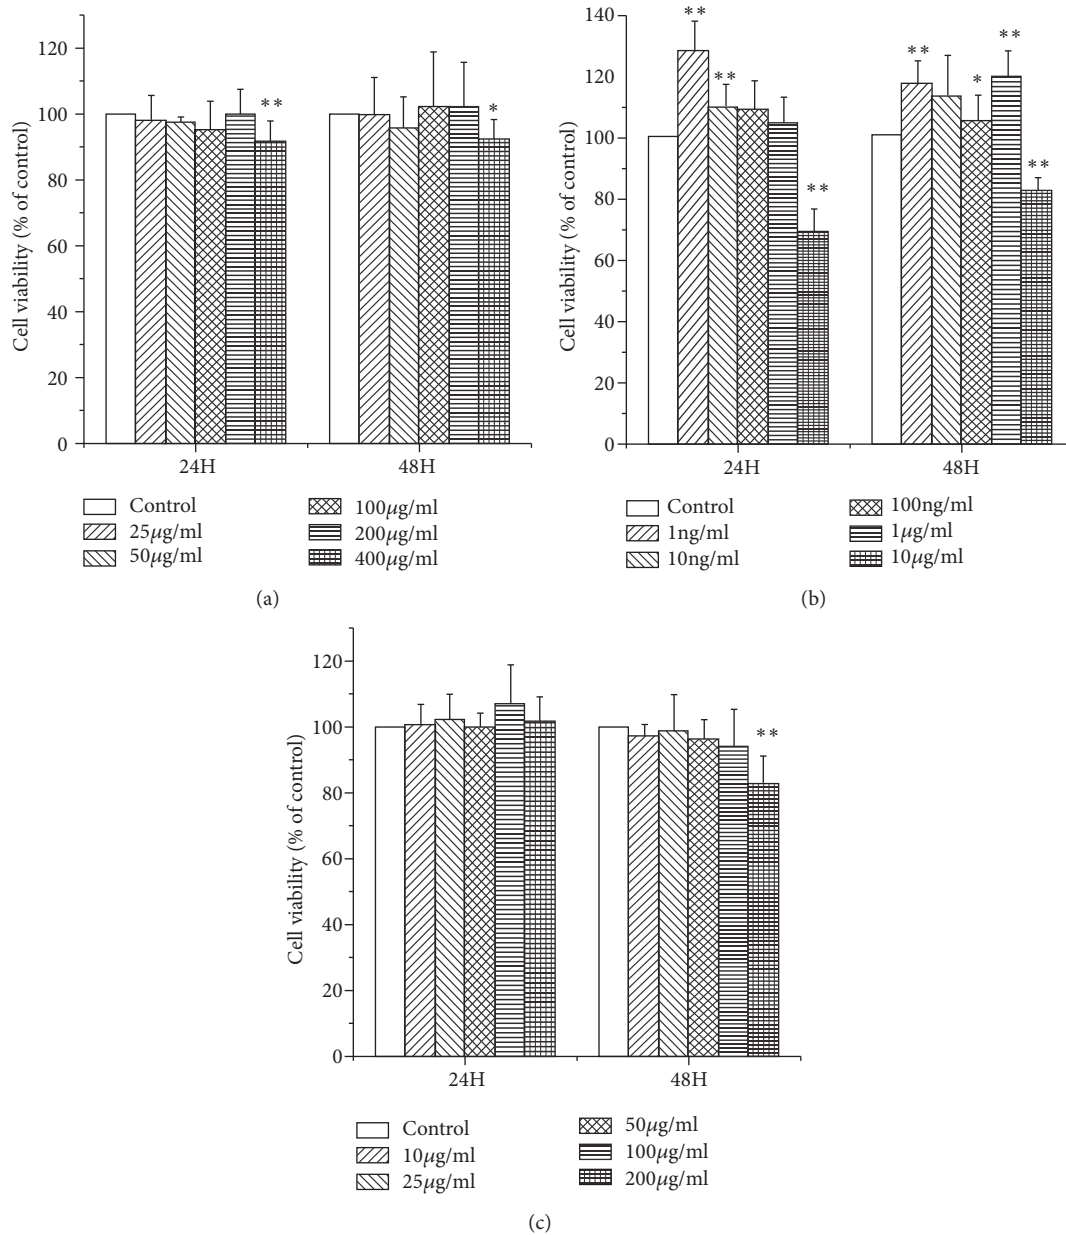 120
100
80
60
40
20
0
Cell viability (% of control)
**
*
24H
48H
Control
25μg/ml
50μg/ml
100μg/ml
200μg/ml
400μg/ml
(a)
140
120
100
80
60
40
20
0
Cell viability (% of control)
**
**
**
**
*
**
**
24H
48H
Control
1ng/ml
10ng/ml
100ng/ml
1μg/ml
10μg/ml
(b)
120
100
80
60
40
20
0
Cell viability (% of control)
**
24H
48H
Control
10μg/ml
25μg/ml
50μg/ml
100μg/ml
200μg/ml
(c)